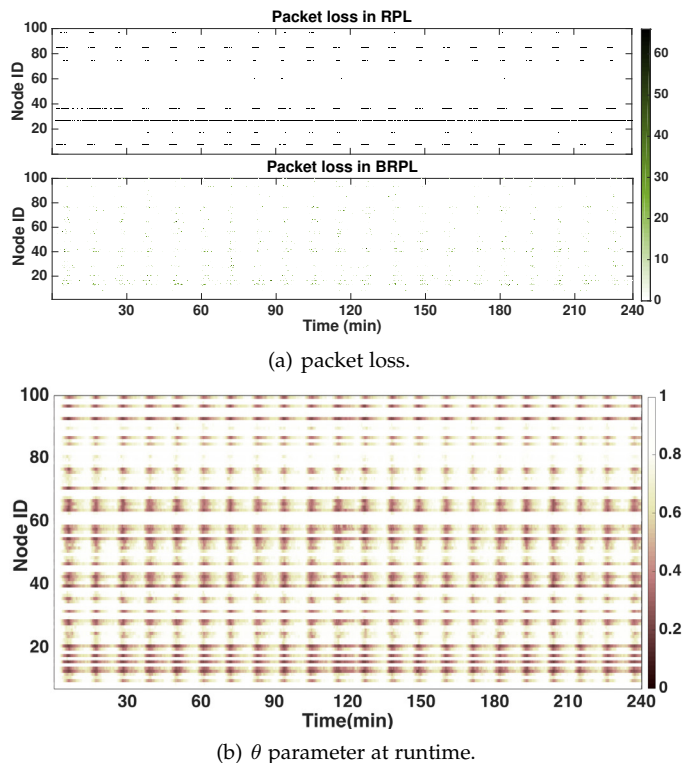 Packet loss in RPL
100
80
60
40
20
Node ID
Packet loss in BRPL
100
80
60
40
20
Node ID
30 60 90 120 150 180 210 240
Time (min)
60
50
40
30
20
10
0
(a) packet loss.
100
80
60
40
20
Node ID
30 60 90 120 150 180 210 240
Time(min)
1
0.8
0.6
0.4
0.2
0
(b) θ parameter at runtime.